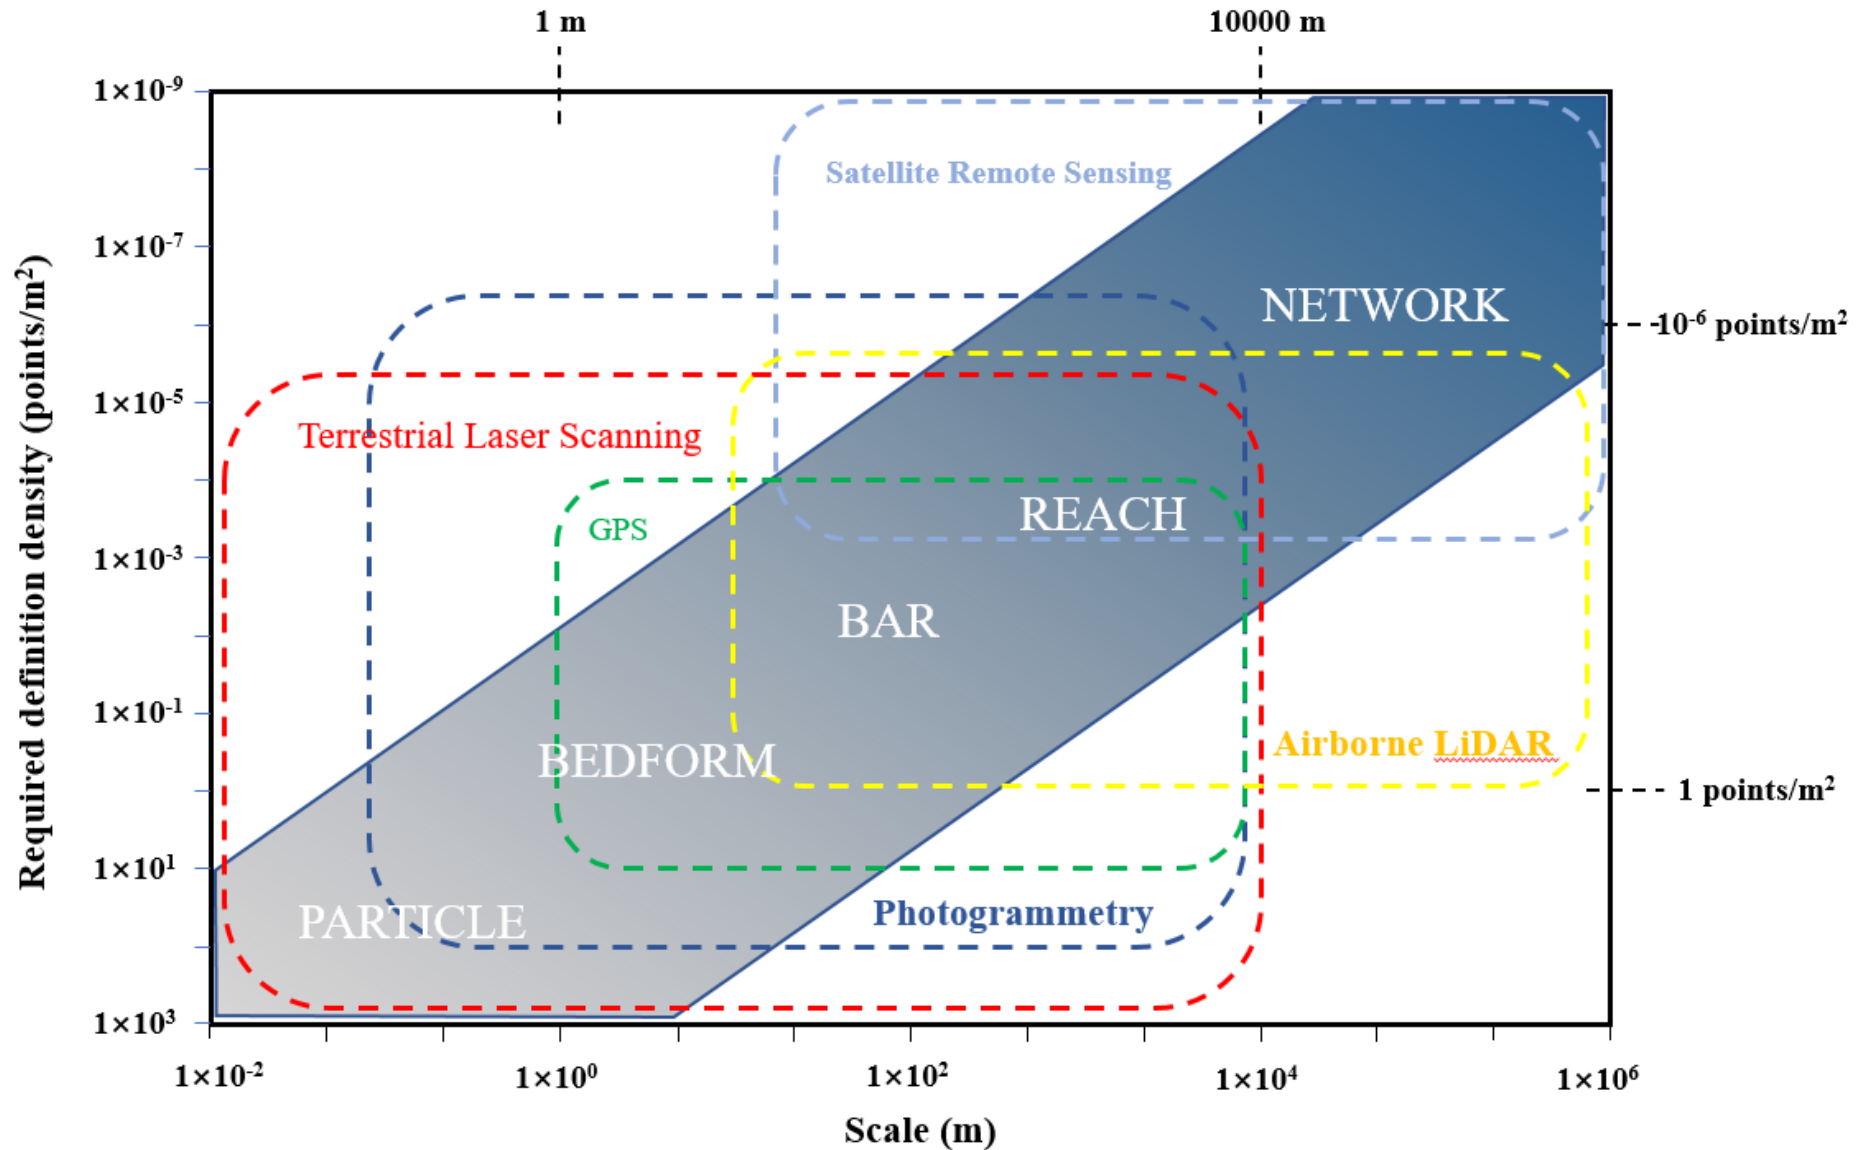 1 m
10000 m
1×10⁻⁹
1×10⁻⁷
1×10⁻⁵
1×10⁻³
1×10⁻¹
1×10¹
1×10³
Required definition density (points/m²)
Satellite Remote Sensing
NETWORK
10⁻⁶ points/m²
Terrestrial Laser Scanning
REACH
GPS
BAR
Airborne LiDAR
BEDFORM
1 points/m²
Photogrammetry
PARTICLE
1×10⁻²
1×10⁰
1×10²
1×10⁴
1×10⁶
Scale (m)